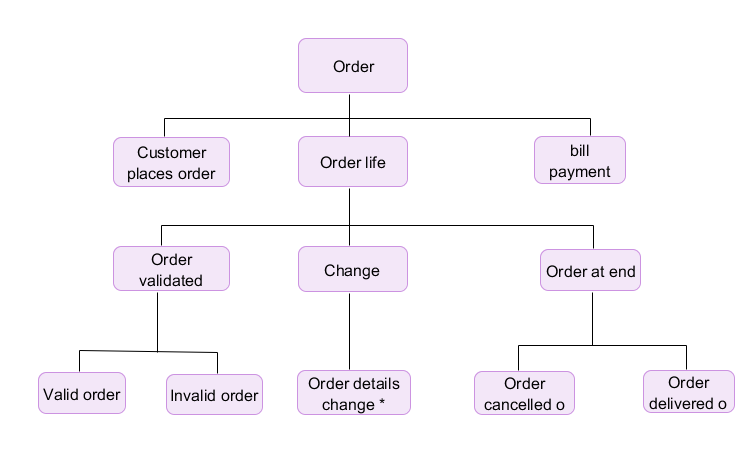 Order
Customer
places order
Order life
bill
payment
Order
validated
Change
Order at end
Valid order
Invalid order
Order details
change *
Order
cancelled o
Order
delivered o